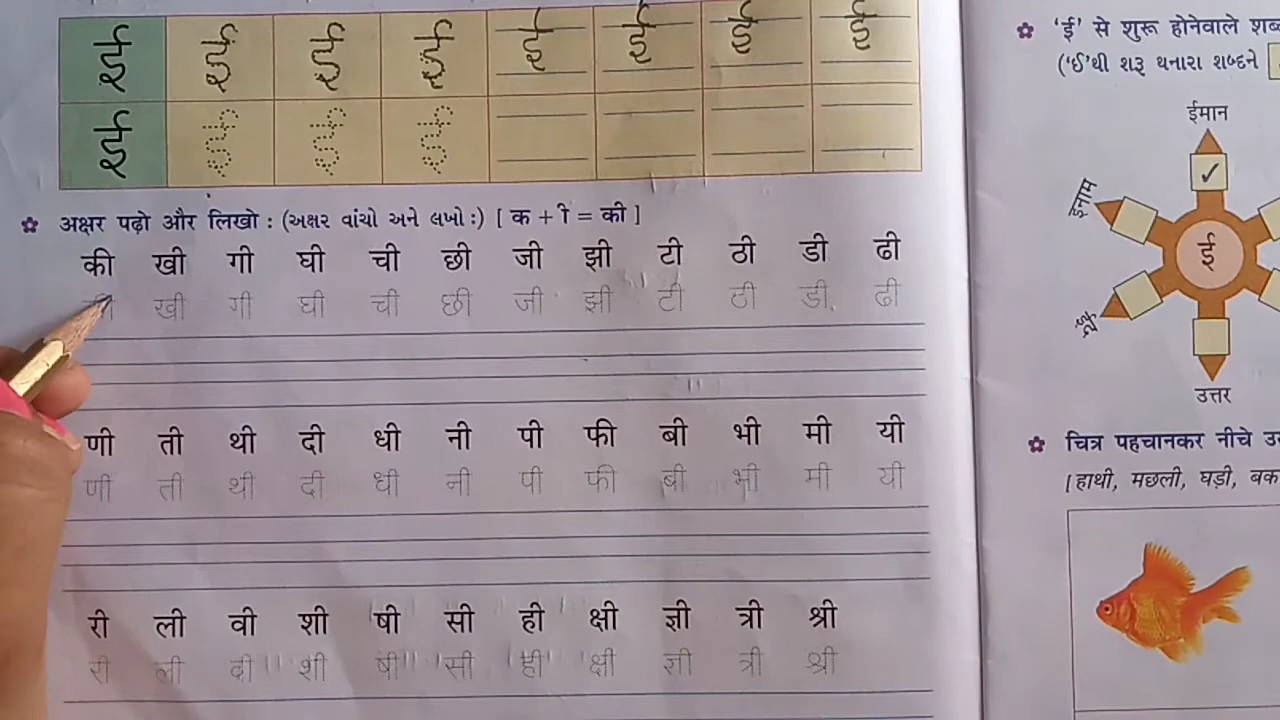 ई ई ई ई ई ई ई ई
ई ई ई ई
अक्षर पढ़ो और लिखो : (અક્ષર વાંચો અને લખો :) [ क + ी = की ]
की खी गी घी ची छी जी झी टी ठी डी ढी
की खी गी घी ची छी जी झी टी ठी डी ढी
णी ती थी दी धी नी पी फी बी भी मी यी
णी ती थी दी धी नी पी फी बी भी मी यी
री ली वी शी षी सी ही क्षी ज्ञी त्री श्री
री ली वी शी षी सी ही क्षी ज्ञी त्री श्री
'ई' से शुरू होनेवाले
('ઈ'થી શરૂ થનારા શબ્દને
ईमान
इनाम
ई
ईंट
उत्तर
चित्र पहचानकर नीचे
[हाथी, मछली, घड़ी,